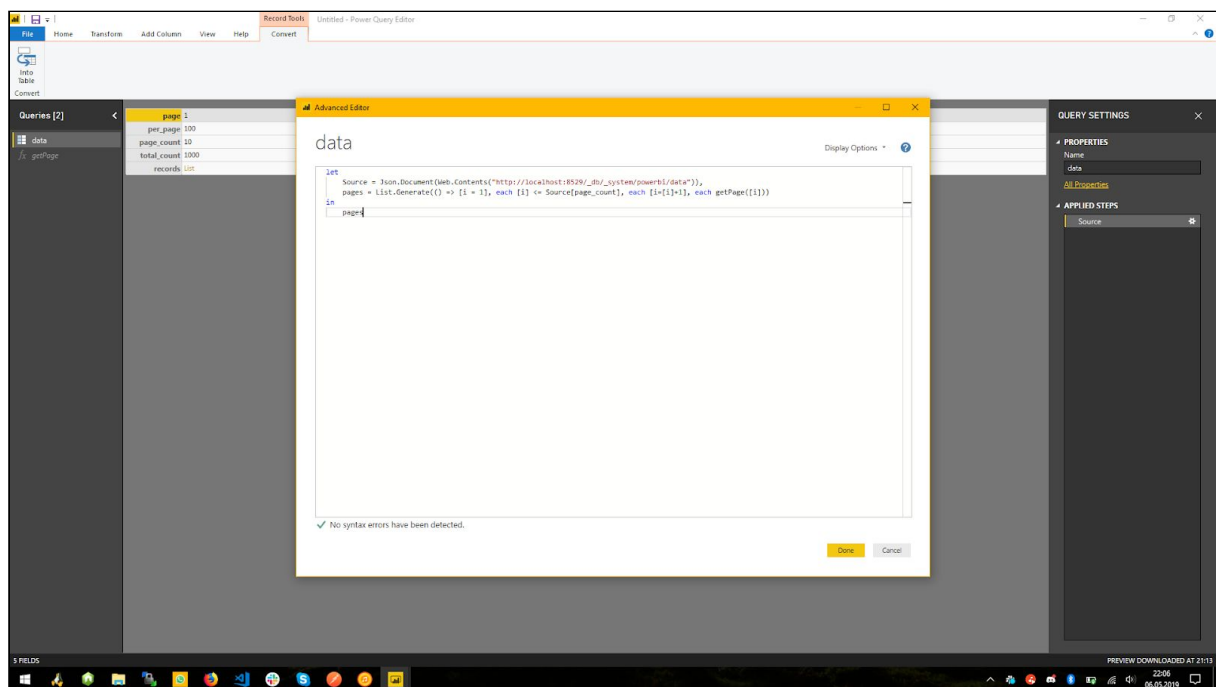 Record Tools Untitled - Power Query Editor
File Home Transform Add Column View Help Convert
Into
Table
Convert
Queries [2]
data
fx getPage
page 1
per_page 100
page_count 10
total_count 1000
records List
Advanced Editor
data
Display Options
let
Source = Json.Document(Web.Contents("http://localhost:8529/_db/_system/powerbi/data")),
pages = List.Generate(() => [i = 1], each [i] <= Source[page_count], each [i=[i]+1], each getPage([i]))
in
pages
No syntax errors have been detected.
Done Cancel
QUERY SETTINGS
PROPERTIES
Name
data
All Properties
APPLIED STEPS
Source
5 FIELDS
PREVIEW DOWNLOADED AT 21:13
22:06
06.05.2019